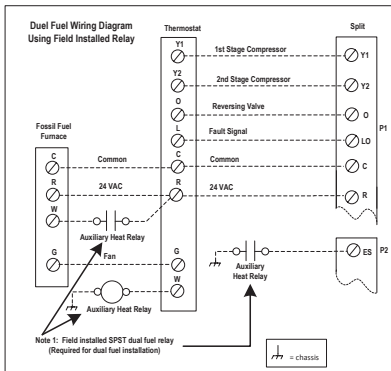 Duel Fuel Wiring Diagram
Using Field Installed Relay
Thermostat
Split
Y1
1st Stage Compressor
Y1
Y2
2nd Stage Compressor
Y2
O
Reversing Valve
O
P1
Fossil Fuel
Furnace
L
Fault Signal
LO
C
Common
C
Common
C
R
24 VAC
R
24 VAC
R
W
Auxiliary Heat Relay
G
Fan
G
ES
P2
Auxiliary
Heat Relay
W
Auxiliary Heat Relay
Note 1: Field installed SPST dual fuel relay
(Required for dual fuel installation)
= chassis